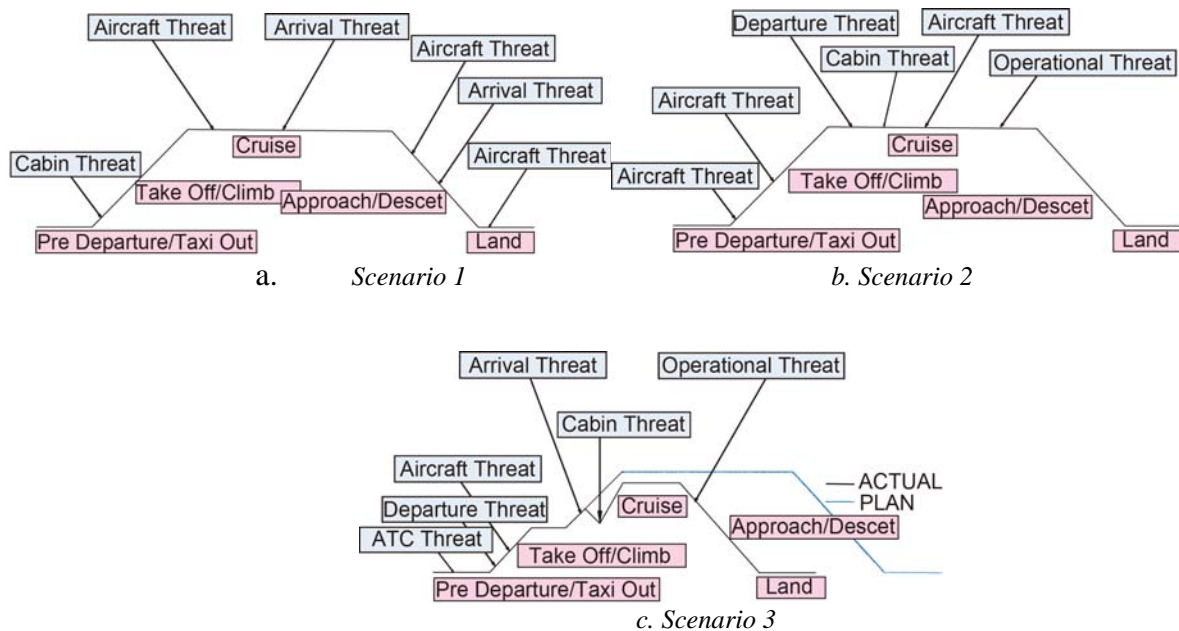 Aircraft Threat
Arrival Threat
Aircraft Threat
Arrival Threat
Aircraft Threat
Cabin Threat
Cruise
Take Off/Climb
Approach/Descet
Pre Departure/Taxi Out
Land
a. Scenario 1
Departure Threat
Aircraft Threat
Cabin Threat
Operational Threat
Aircraft Threat
Aircraft Threat
Cruise
Take Off/Climb
Approach/Descet
Pre Departure/Taxi Out
Land
b. Scenario 2
Arrival Threat
Operational Threat
Cabin Threat
Aircraft Threat
Departure Threat
ATC Threat
ACTUAL
PLAN
Cruise
Approach/Descet
Take Off/Climb
Pre Departure/Taxi Out
Land
c. Scenario 3